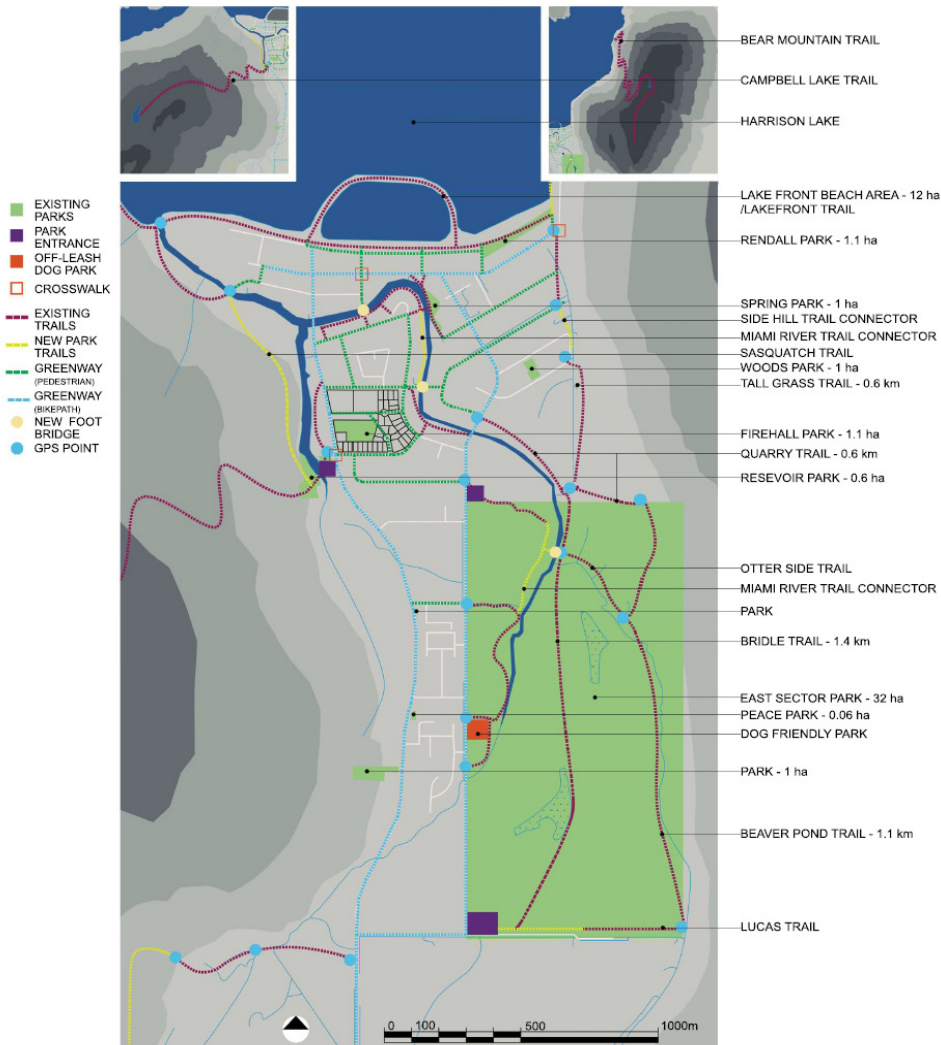 BEAR MOUNTAIN TRAIL
CAMPBELL LAKE TRAIL
HARRISON LAKE
LAKE FRONT BEACH AREA - 12 ha
/LAKEFRONT TRAIL
RENDALL PARK - 1.1 ha
SPRING PARK - 1 ha
SIDE HILL TRAIL CONNECTOR
MIAMI RIVER TRAIL CONNECTOR
SASQUATCH TRAIL
WOODS PARK - 1 ha
TALL GRASS TRAIL - 0.6 km
FIREHALL PARK - 1.1 ha
QUARRY TRAIL - 0.6 km
RESEVOIR PARK - 0.6 ha
OTTER SIDE TRAIL
MIAMI RIVER TRAIL CONNECTOR
PARK
BRIDLE TRAIL - 1.4 km
EAST SECTOR PARK - 32 ha
PEACE PARK - 0.06 ha
DOG FRIENDLY PARK
PARK - 1 ha
BEAVER POND TRAIL - 1.1 km
LUCAS TRAIL
EXISTING
PARKS
PARK
ENTRANCE
OFF-LEASH
DOG PARK
CROSSWALK
EXISTING
TRAILS
NEW PARK
TRAILS
GREENWAY
(PEDESTRIAN)
GREENWAY
(BIKEPATH)
NEW FOOT
BRIDGE
GPS POINT
0 100 500 1000m